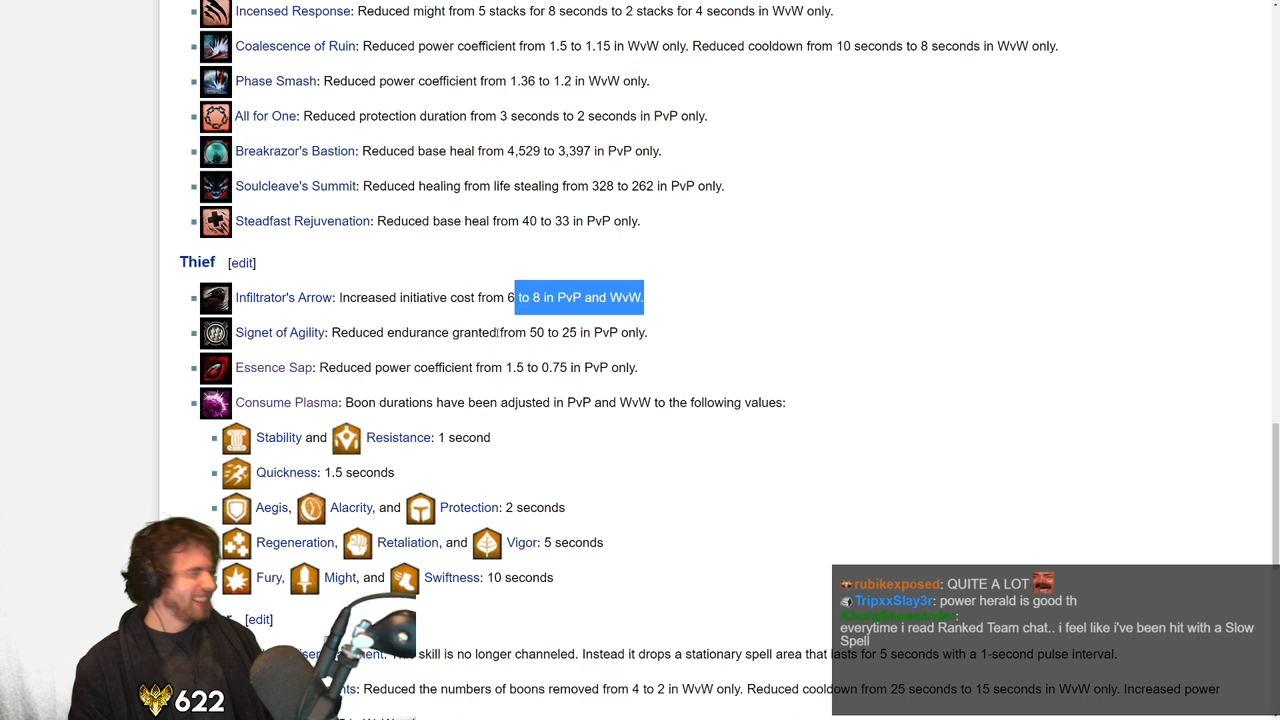 Incensed Response: Reduced might from 5 stacks for 8 seconds to 2 stacks for 4 seconds in WvW only.
Coalescence of Ruin: Reduced power coefficient from 1.5 to 1.15 in WvW only. Reduced cooldown from 10 seconds to 8 seconds in WvW only.
Phase Smash: Reduced power coefficient from 1.36 to 1.2 in WvW only.
All for One: Reduced protection duration from 3 seconds to 2 seconds in PvP only.
Breakrazor's Bastion: Reduced base heal from 4,529 to 3,397 in PvP only.
Soulcleave's Summit: Reduced healing from life stealing from 328 to 262 in PvP only.
Steadfast Rejuvenation: Reduced base heal from 40 to 33 in PvP only.
Thief [edit]
Infiltrator's Arrow: Increased initiative cost from 6 to 8 in PvP and WvW.
Signet of Agility: Reduced endurance granted from 50 to 25 in PvP only.
Essence Sap: Reduced power coefficient from 1.5 to 0.75 in PvP only.
Consume Plasma: Boon durations have been adjusted in PvP and WvW to the following values:
Stability and Resistance: 1 second
Quickness: 1.5 seconds
Aegis, Alacrity, and Protection: 2 seconds
Regeneration, Retaliation, and Vigor: 5 seconds
Fury, Might, and Swiftness: 10 seconds
[edit]
skill is no longer channeled. Instead it drops a stationary spell area that lasts for 5 seconds with a 1-second pulse interval.
Reduced the numbers of boons removed from 4 to 2 in WvW only. Reduced cooldown from 25 seconds to 15 seconds in WvW only. Increased power
622
rubikexposed: QUITE A LOT
TripxxSlay3r: power herald is good th
everytime i read Ranked Team chat.. i feel like i've been hit with a Slow
Spell